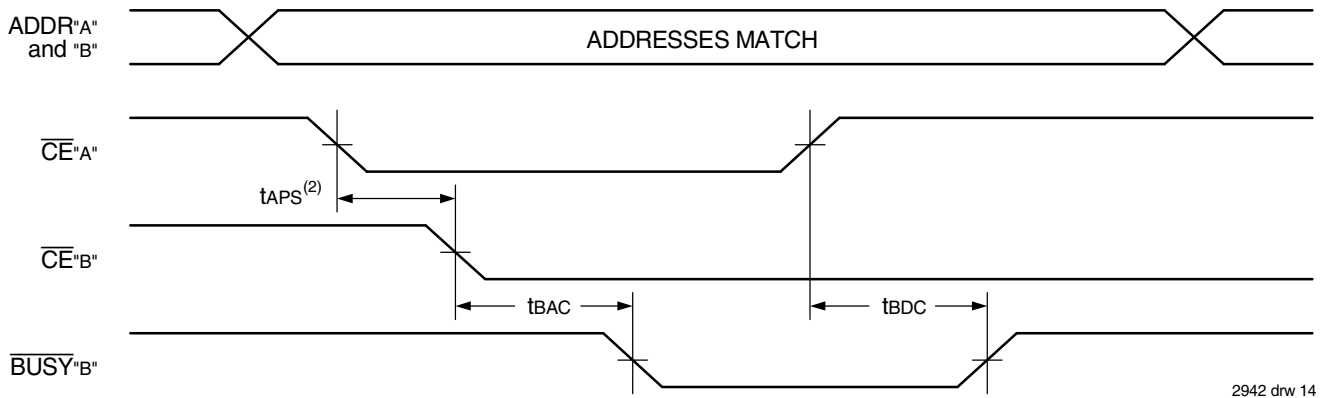 ADDR"A"
and "B"
ADDRESSES MATCH
CE"A"
tAPS(2)
CE"B"
tBAC
tBDC
BUSY"B"
2942 drw 14